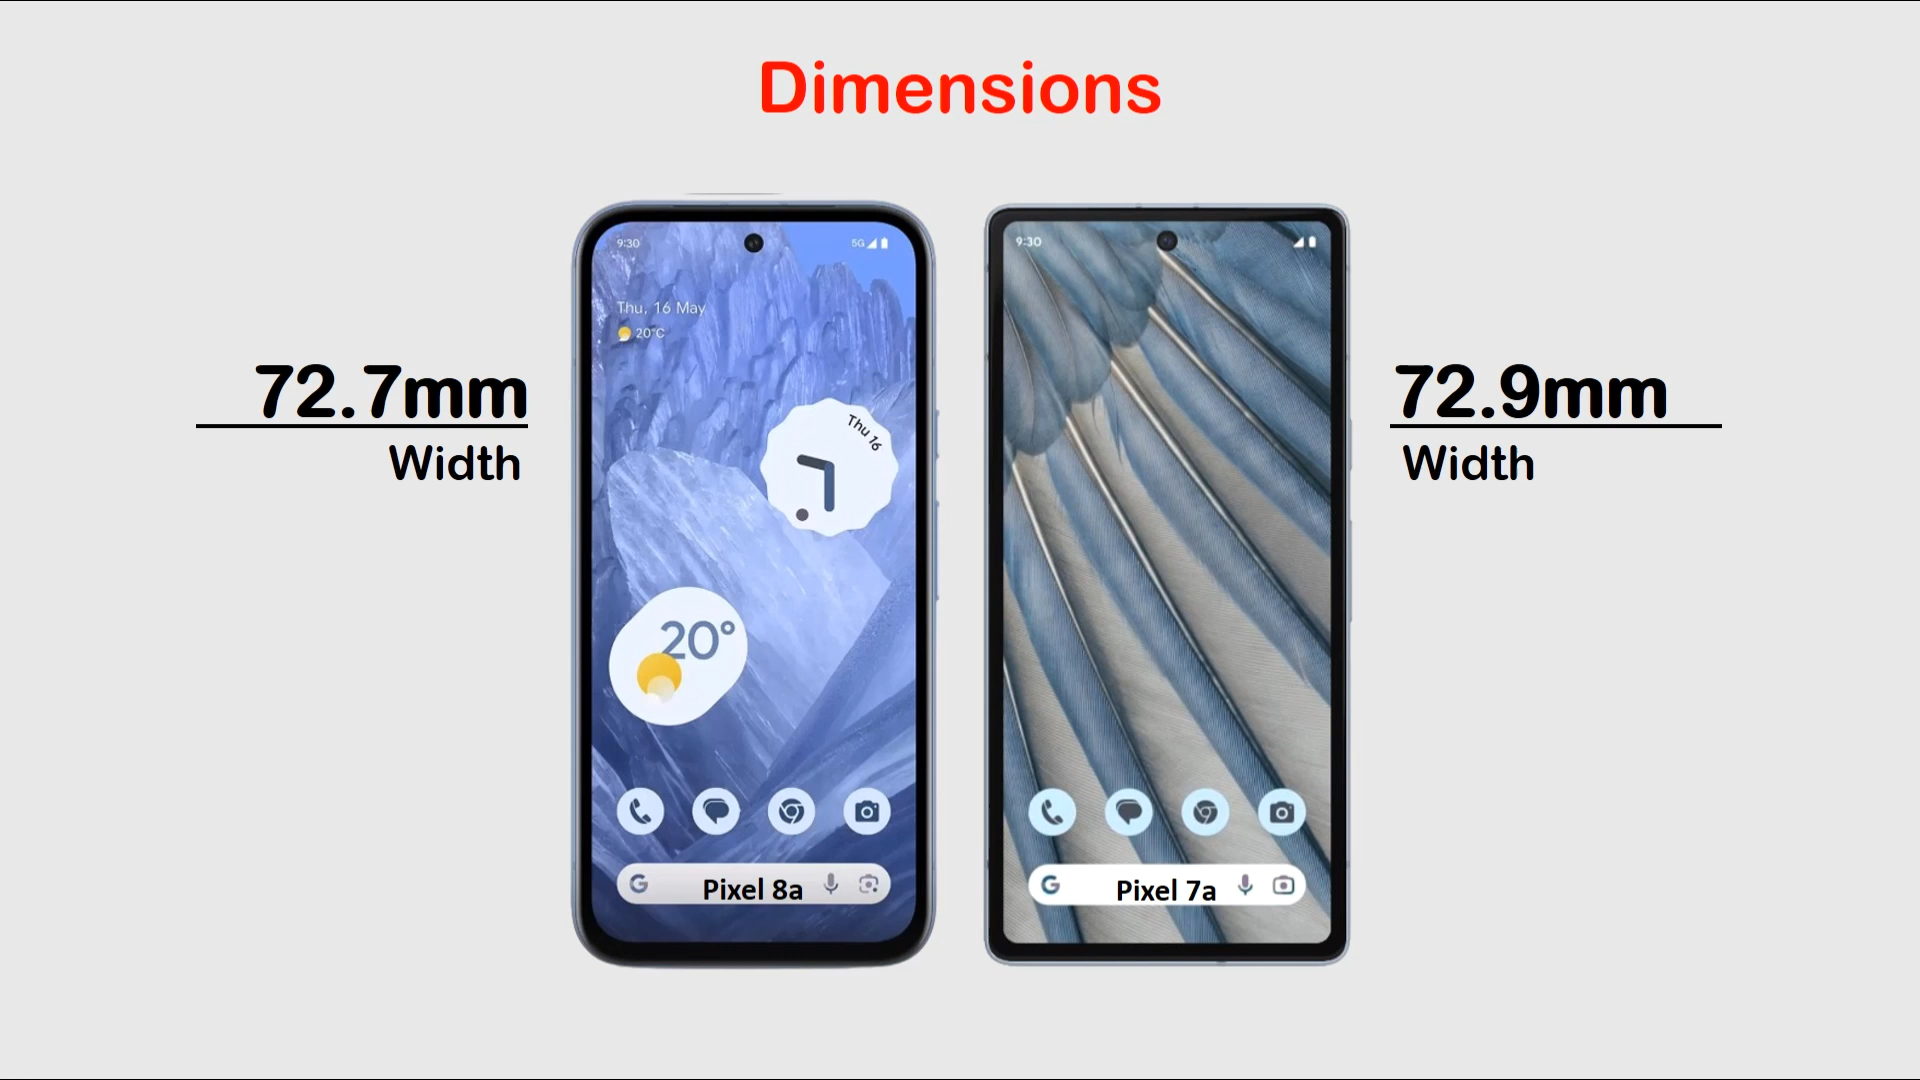 Dimensions
9:30
5G
Thu, 16 May
20°C
Thu 16
20°
G
Pixel 8a
72.7mm
Width
9:30
G
Pixel 7a
72.9mm
Width